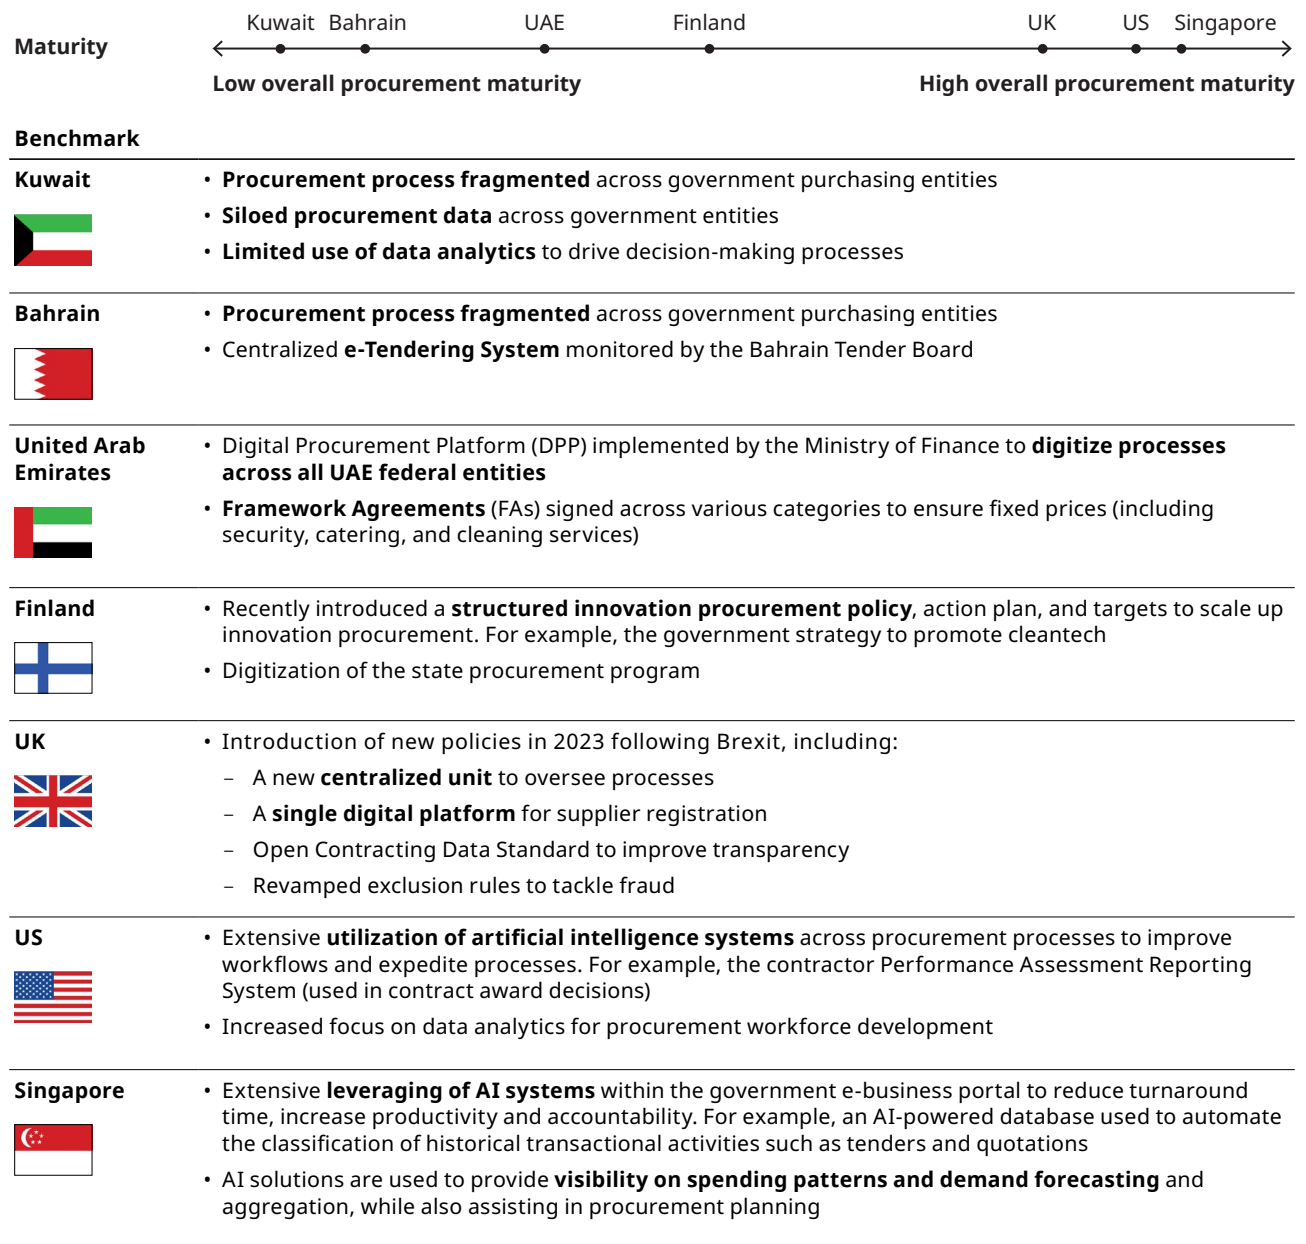 Kuwait Bahrain UAE Finland UK US Singapore
Maturity
Low overall procurement maturity High overall procurement maturity
Benchmark
Kuwait
• Procurement process fragmented across government purchasing entities
• Siloed procurement data across government entities
• Limited use of data analytics to drive decision-making processes
Bahrain
• Procurement process fragmented across government purchasing entities
• Centralized e-Tendering System monitored by the Bahrain Tender Board
United Arab
Emirates
• Digital Procurement Platform (DPP) implemented by the Ministry of Finance to digitize processes
across all UAE federal entities
• Framework Agreements (FAs) signed across various categories to ensure fixed prices (including
security, catering, and cleaning services)
Finland
• Recently introduced a structured innovation procurement policy, action plan, and targets to scale up
innovation procurement. For example, the government strategy to promote cleantech
• Digitization of the state procurement program
UK
• Introduction of new policies in 2023 following Brexit, including:
– A new centralized unit to oversee processes
– A single digital platform for supplier registration
– Open Contracting Data Standard to improve transparency
– Revamped exclusion rules to tackle fraud
US
• Extensive utilization of artificial intelligence systems across procurement processes to improve
workflows and expedite processes. For example, the contractor Performance Assessment Reporting
System (used in contract award decisions)
• Increased focus on data analytics for procurement workforce development
Singapore
• Extensive leveraging of AI systems within the government e-business portal to reduce turnaround
time, increase productivity and accountability. For example, an AI-powered database used to automate
the classification of historical transactional activities such as tenders and quotations
• AI solutions are used to provide visibility on spending patterns and demand forecasting and
aggregation, while also assisting in procurement planning